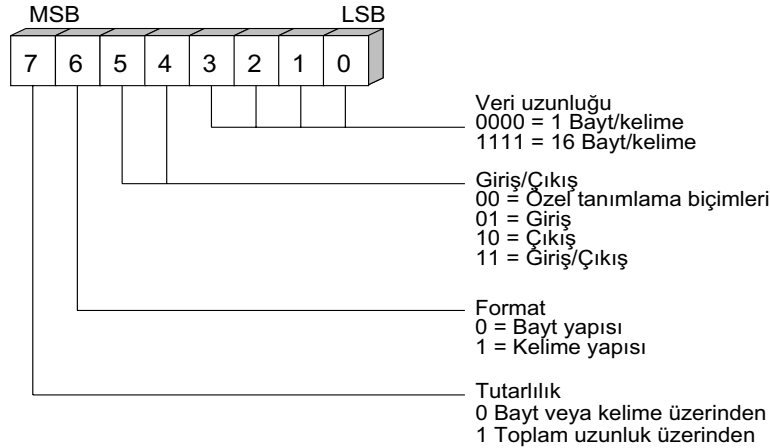 MSB LSB
7 6 5 4 3 2 1 0
Veri uzunluğu
0000 = 1 Bayt/kelime
1111 = 16 Bayt/kelime
Giriş/Çıkış
00 = Özel tanımlama biçimleri
01 = Giriş
10 = Çıkış
11 = Giriş/Çıkış
Format
0 = Bayt yapısı
1 = Kelime yapısı
Tutarlılık
0 Bayt veya kelime üzerinden
1 Toplam uzunluk üzerinden